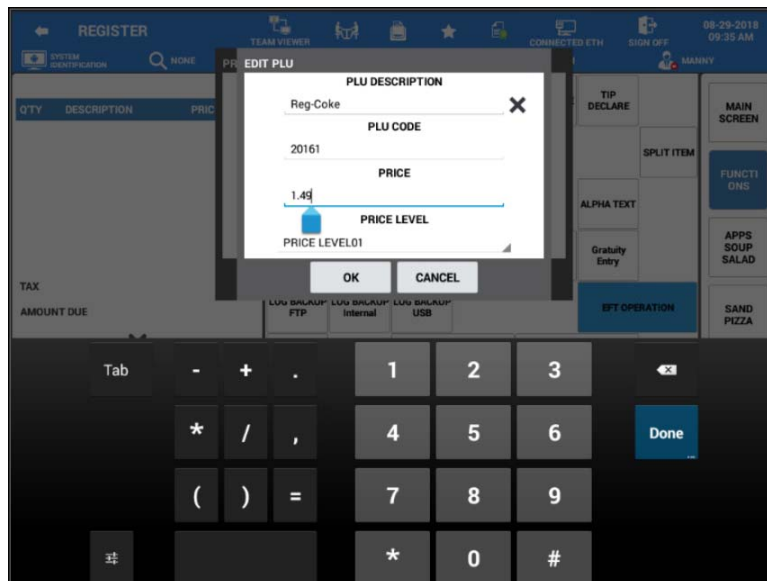 REGISTER
TEAM VIEWER
CONNECTED ETH
SIGN OFF
08-29-2018
09:35 AM
SYSTEM
IDENTIFICATION
NONE
MANNY
EDIT PLU
PLU DESCRIPTION
Reg-Coke
PLU CODE
20161
PRICE
1.49
PRICE LEVEL
PRICE LEVEL01
OK
CANCEL
Q'TY
DESCRIPTION
PRIC
TAX
AMOUNT DUE
TIP
DECLARE
SPLIT ITEM
ALPHA TEXT
Gratuity
Entry
EFT OPERATION
LOG BACKUP
FTP
LOG BACKUP
Internal
LOG BACKUP
USB
MAIN
SCREEN
FUNCTI
ONS
APPS
SOUP
SALAD
SAND
PIZZA
Tab - + . 1 2 3
* / , 4 5 6 Done
( ) = 7 8 9
* 0 #